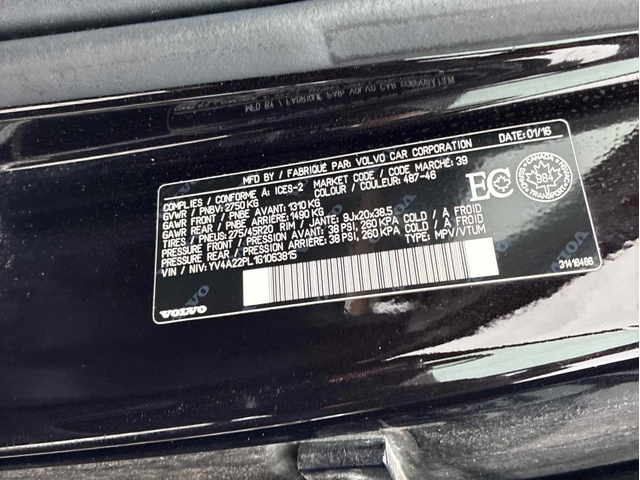 MFD BY / FABRIQUÉ PAR: VOLVO CAR CORPORATION DATE: 01/16
COMPLIES / CONFORME À: ICES-2 MARKET CODE / CODE MARCHÉ: 39
GVWR / PNBV: 2750 KG COLOUR / COULEUR: 487-46
GAWR FRONT / PNBE AVANT: 1310 KG
GAWR REAR / PNBE ARRIÈRE: 1490 KG
TIRES / PNEUS: 275/45R20 RIM / JANTE: 9Jx20x38.5
PRESSURE FRONT / AVANT: 38 PSI, 260 KPA COLD / À FROID
PRESSURE REAR / ARRIÈRE: 38 PSI, 260 KPA COLD / À FROID
VIN / NIV: YV4A22PL1G1063815 TYPE: MPV/VTUM
EC
CANADA
VOLVO
31416486